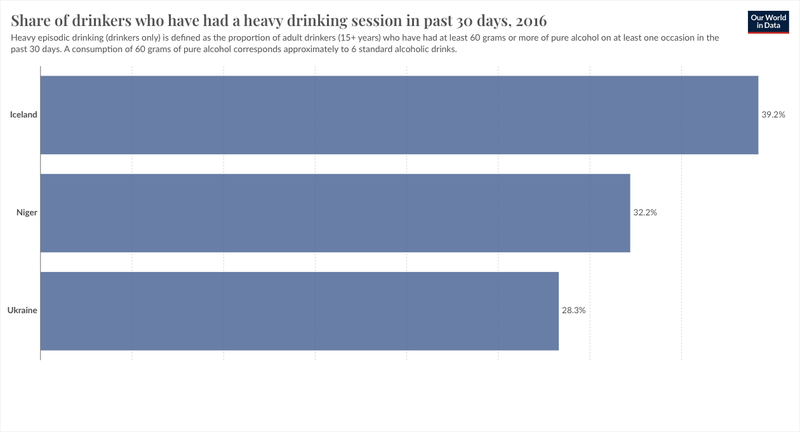 Share of drinkers who have had a heavy drinking session in past 30 days, 2016
Our World
in Data
Heavy episodic drinking (drinkers only) is defined as the proportion of adult drinkers (15+ years) who have had at least 60 grams or more of pure alcohol on at least one occasion in the
past 30 days. A consumption of 60 grams of pure alcohol corresponds approximately to 6 standard alcoholic drinks.
Iceland
39.2%
Niger
32.2%
Ukraine
28.3%